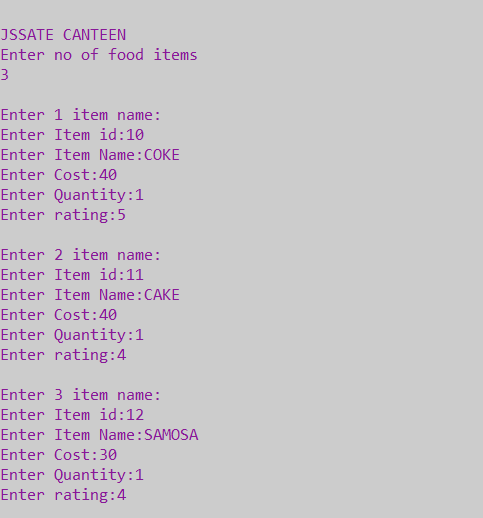 JSSATE CANTEEN
Enter no of food items
3
Enter 1 item name:
Enter Item id:10
Enter Item Name:COKE
Enter Cost:40
Enter Quantity:1
Enter rating:5
Enter 2 item name:
Enter Item id:11
Enter Item Name:CAKE
Enter Cost:40
Enter Quantity:1
Enter rating:4
Enter 3 item name:
Enter Item id:12
Enter Item Name:SAMOSA
Enter Cost:30
Enter Quantity:1
Enter rating:4